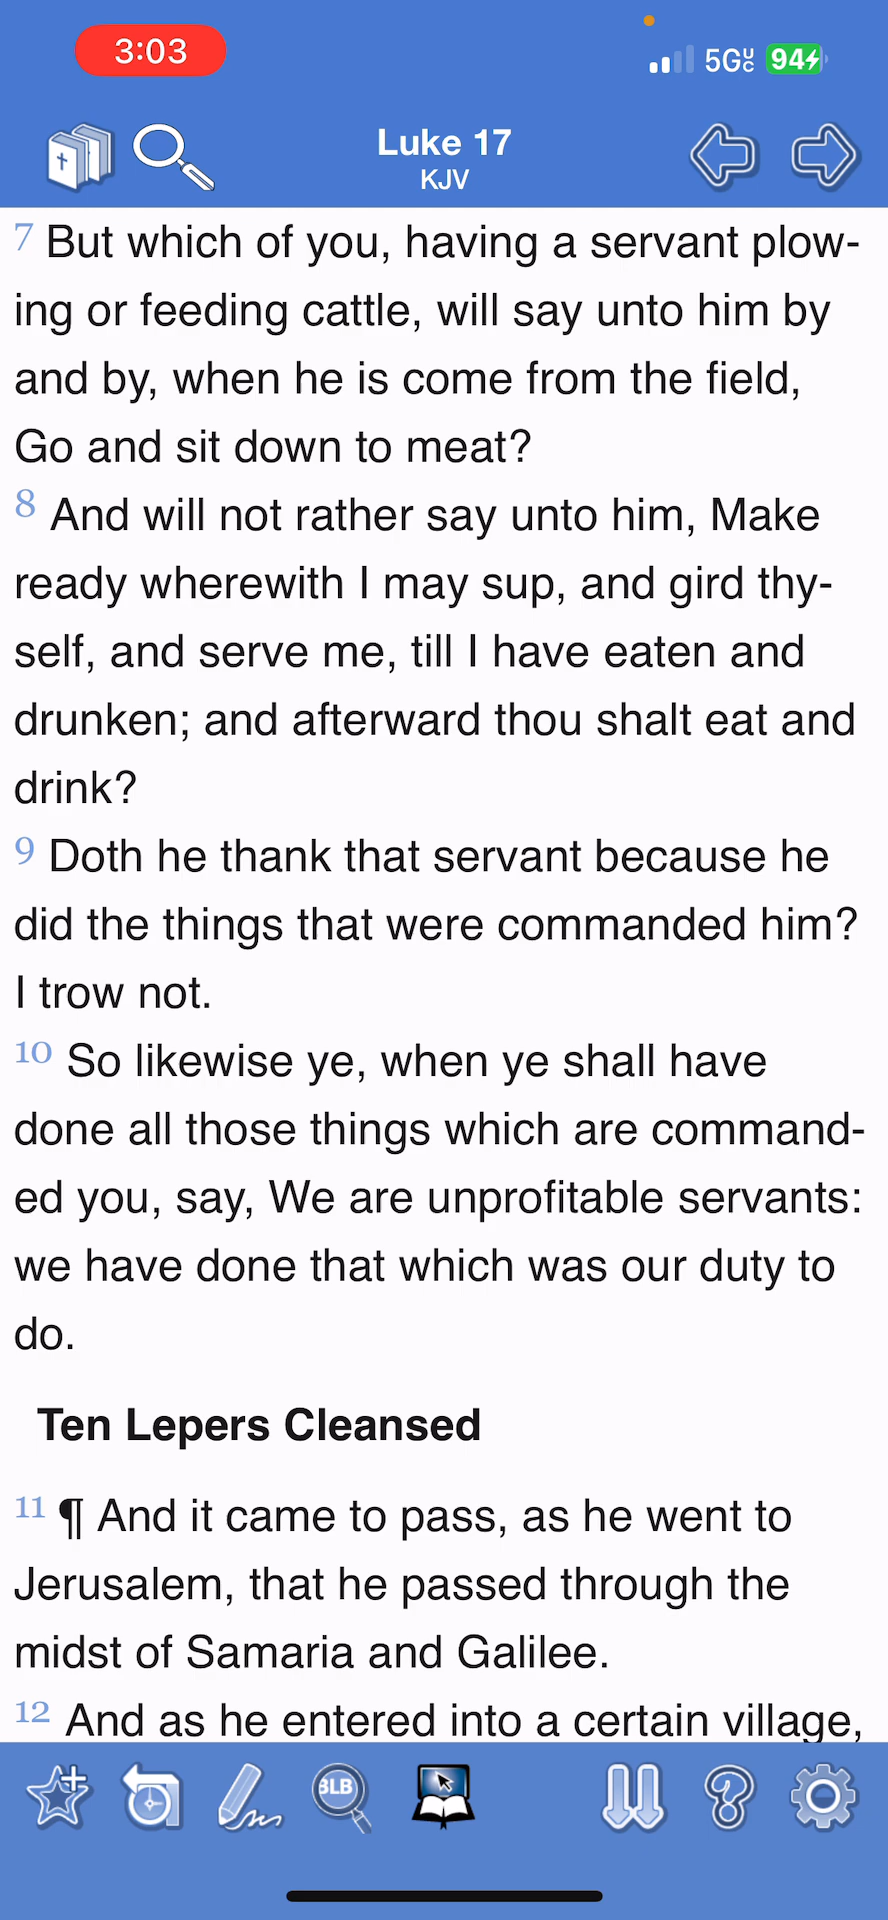 3:03
5GUC 94
Luke 17
KJV
7 But which of you, having a servant plow-
ing or feeding cattle, will say unto him by
and by, when he is come from the field,
Go and sit down to meat?
8 And will not rather say unto him, Make
ready wherewith I may sup, and gird thy-
self, and serve me, till I have eaten and
drunken; and afterward thou shalt eat and
drink?
9 Doth he thank that servant because he
did the things that were commanded him?
I trow not.
10 So likewise ye, when ye shall have
done all those things which are command-
ed you, say, We are unprofitable servants:
we have done that which was our duty to
do.
Ten Lepers Cleansed
11 ¶ And it came to pass, as he went to
Jerusalem, that he passed through the
midst of Samaria and Galilee.
12 And as he entered into a certain village,
BLB